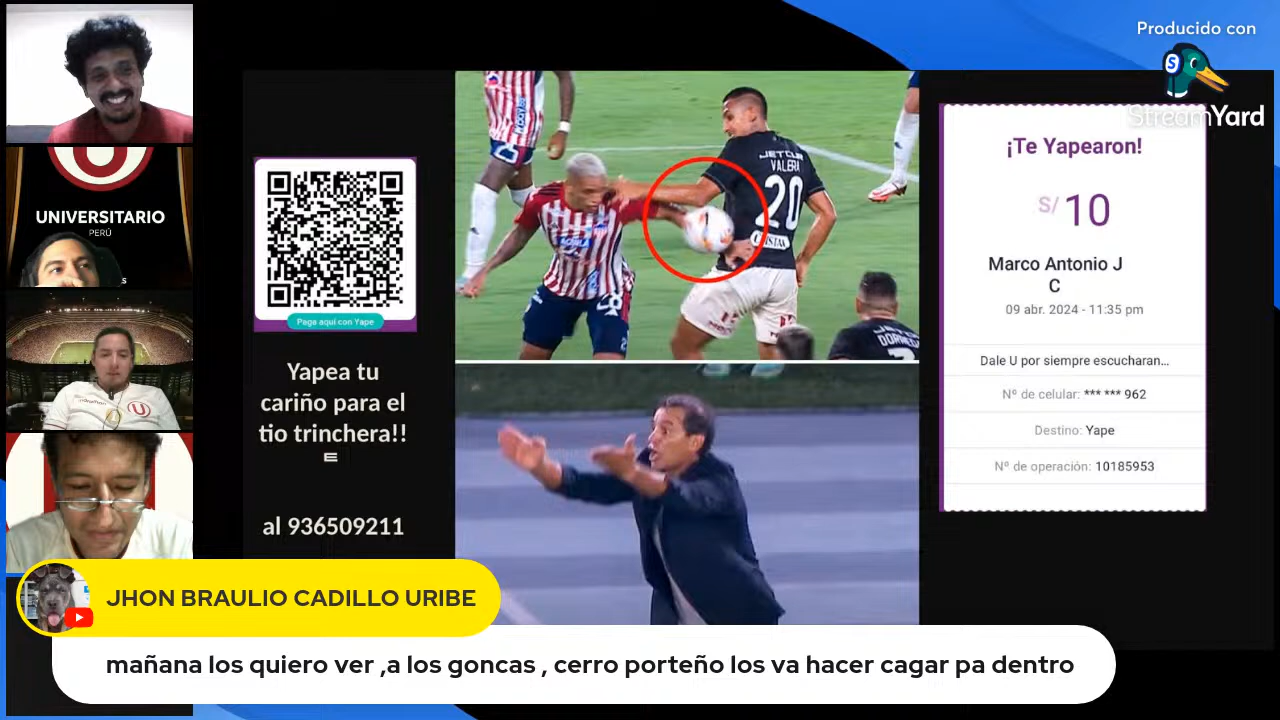 Producido con
StreamYard
UNIVERSITARIO
PERÚ
Paga aquí con Yape
Yapea tu
cariño para el
tio trinchera!!
E
al 936509211
JETOUR
VALERA
20
¡Te Yapearon!
S/ 10
Marco Antonio J
C
09 abr. 2024 - 11:35 pm
Dale U por siempre escucharan...
Nº de celular: *** *** 962
Destino: Yape
Nº de operación: 10185953
JHON BRAULIO CADILLO URIBE
mañana los quiero ver ,a los goncas , cerro porteño los va hacer cagar pa dentro